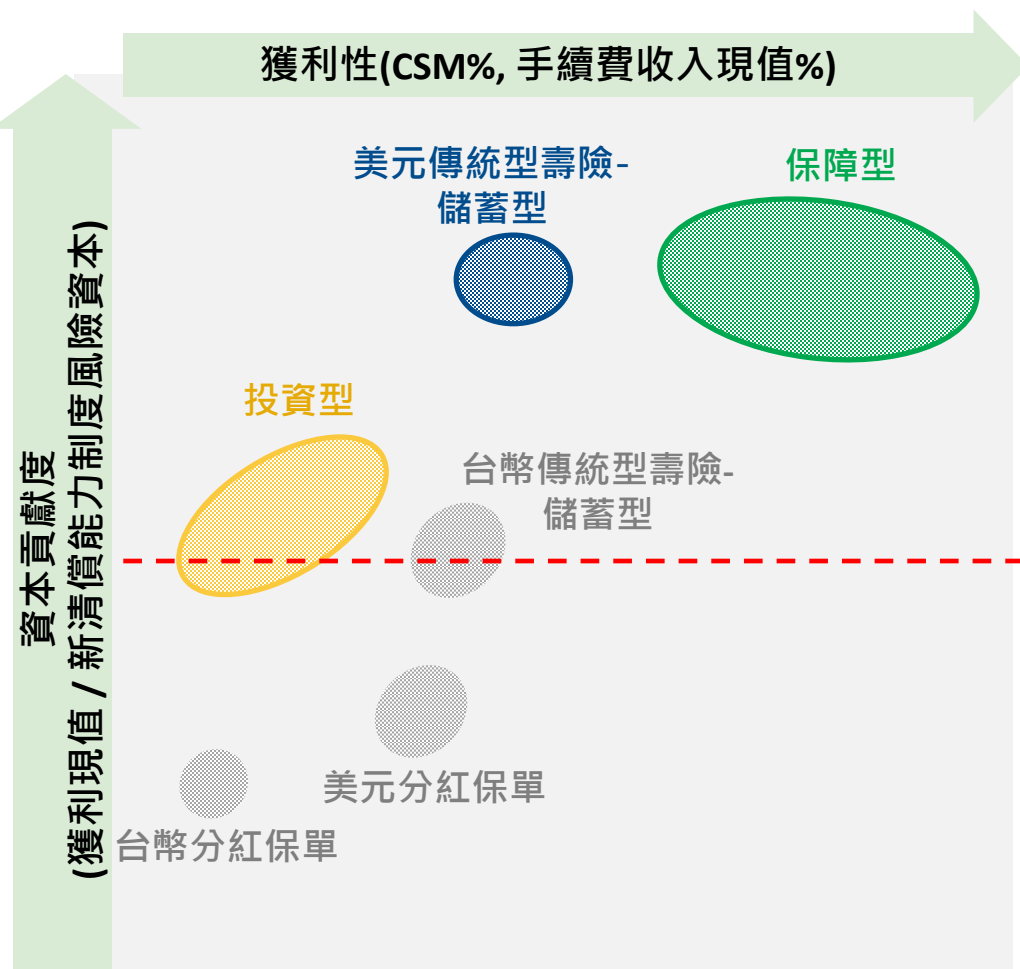 獲利性(CSM%, 手續費收入現值%)
資本貢獻度
(獲利現值 / 新清償能力制度風險資本)
美元傳統型壽險-
儲蓄型
保障型
投資型
台幣傳統型壽險-
儲蓄型
美元分紅保單
台幣分紅保單